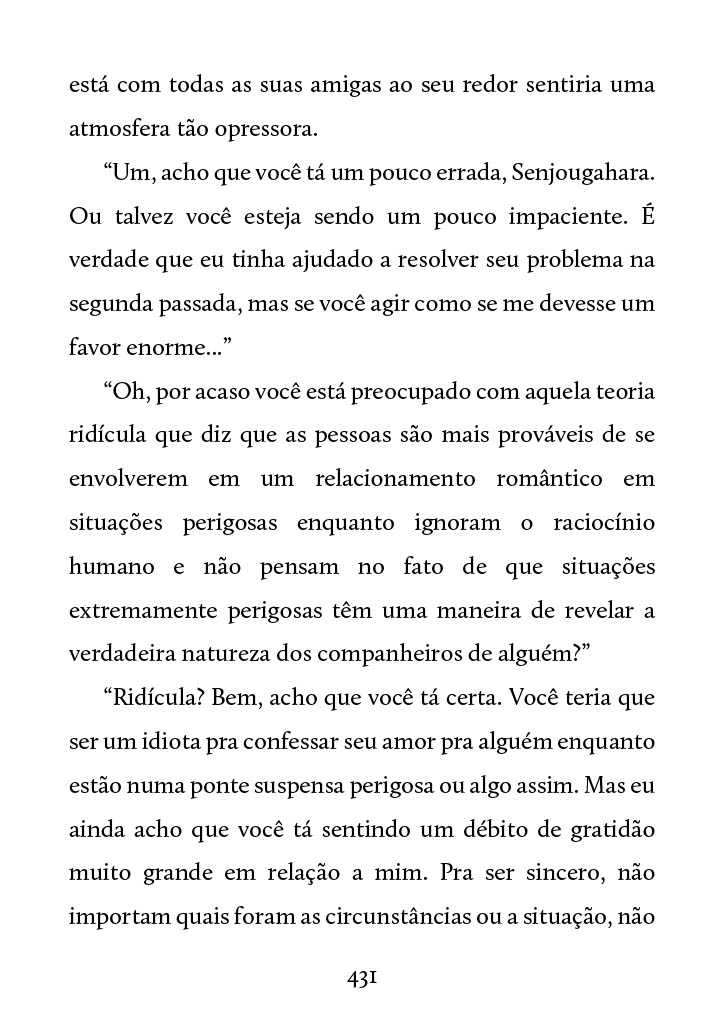 está com todas as suas amigas ao seu redor sentiria uma
atmosfera tão opressora.
“Um, acho que você tá um pouco errada, Senjougahara.
Ou talvez você esteja sendo um pouco impaciente. É
verdade que eu tinha ajudado a resolver seu problema na
segunda passada, mas se você agir como se me devesse um
favor enorme...”
“Oh, por acaso você está preocupado com aquela teoria
ridícula que diz que as pessoas são mais prováveis de se
envolverem em um relacionamento romântico em
situações perigosas enquanto ignoram o raciocínio
humano e não pensam no fato de que situações
extremamente perigosas têm uma maneira de revelar a
verdadeira natureza dos companheiros de alguém?”
“Ridícula? Bem, acho que você tá certa. Você teria que
ser um idiota pra confessar seu amor pra alguém enquanto
estão numa ponte suspensa perigosa ou algo assim. Mas eu
ainda acho que você tá sentindo um débito de gratidão
muito grande em relação a mim. Pra ser sincero, não
importam quais foram as circunstâncias ou a situação, não
431